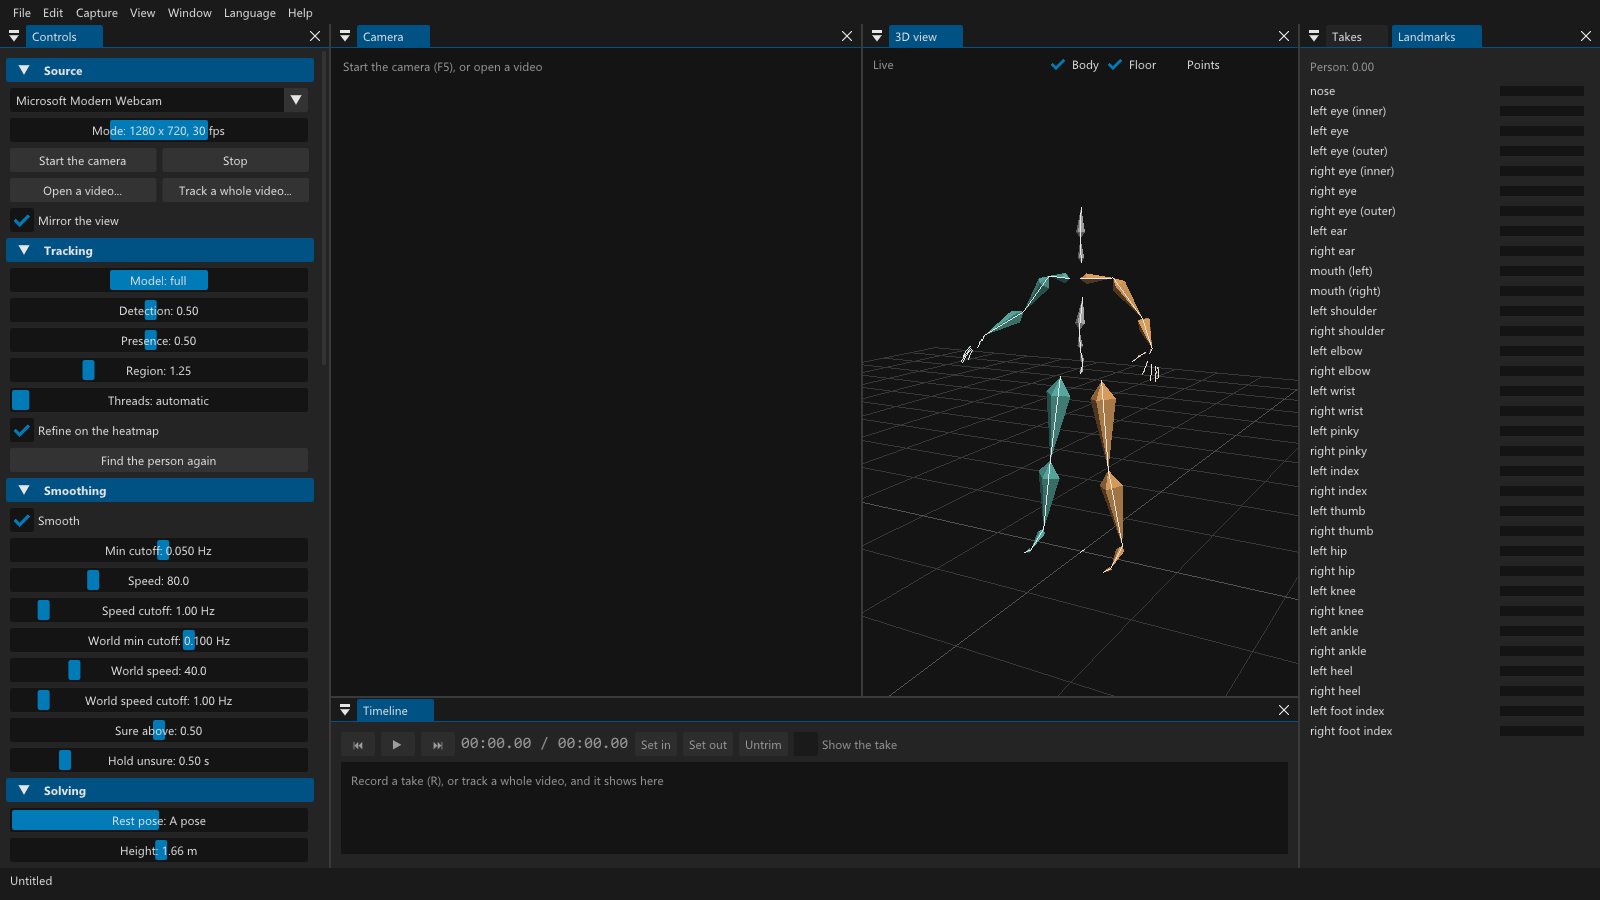 File Edit Capture View Window Language Help
Controls
Source
Microsoft Modern Webcam
Mode: 1280 x 720, 30 fps
Start the camera Stop
Open a video... Track a whole video...
Mirror the view
Tracking
Model: full
Detection: 0.50
Presence: 0.50
Region: 1.25
Threads: automatic
Refine on the heatmap
Find the person again
Smoothing
Smooth
Min cutoff: 0.050 Hz
Speed: 80.0
Speed cutoff: 1.00 Hz
World min cutoff: 0.100 Hz
World speed: 40.0
World speed cutoff: 1.00 Hz
Sure above: 0.50
Hold unsure: 0.50 s
Solving
Rest pose: A pose
Height: 1.66 m
Camera
Start the camera (F5), or open a video
3D view
Live Body Floor Points
Timeline
00:00.00 / 00:00.00 Set in Set out Untrim Show the take
Record a take (R), or track a whole video, and it shows here
Takes Landmarks
Person: 0.00
nose
left eye (inner)
left eye
left eye (outer)
right eye (inner)
right eye
right eye (outer)
left ear
right ear
mouth (left)
mouth (right)
left shoulder
right shoulder
left elbow
right elbow
left wrist
right wrist
left pinky
right pinky
left index
right index
left thumb
right thumb
left hip
right hip
left knee
right knee
left ankle
right ankle
left heel
right heel
left foot index
right foot index
Untitled